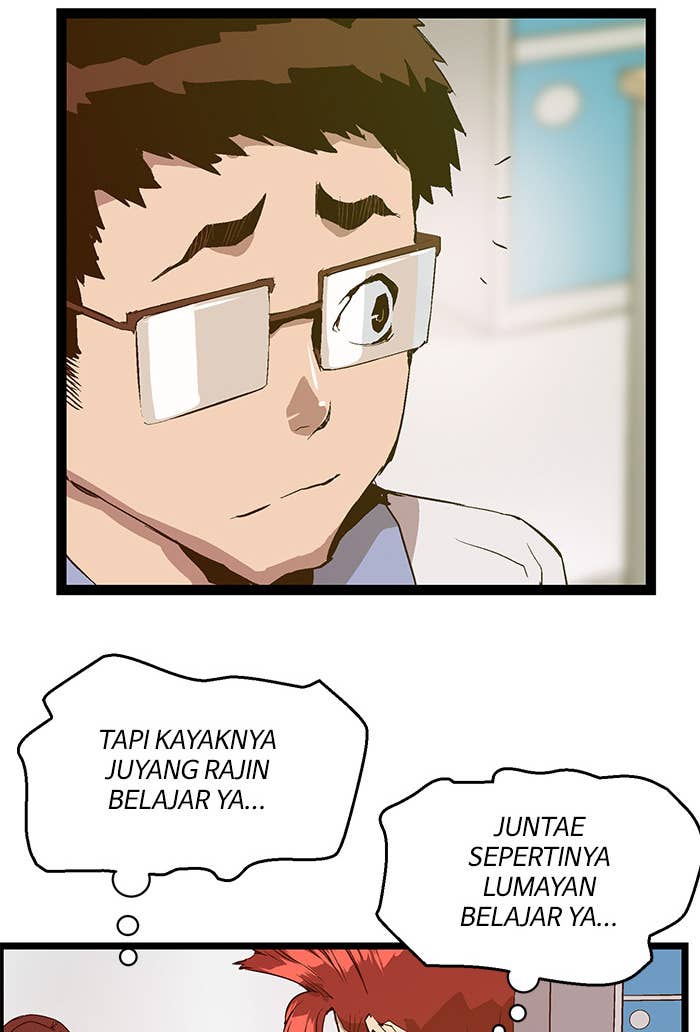 TAPI KAYAKNYA
JUYANG RAJIN
BELAJAR YA...
JUNTAE
SEPERTINYA
LUMAYAN
BELAJAR YA...